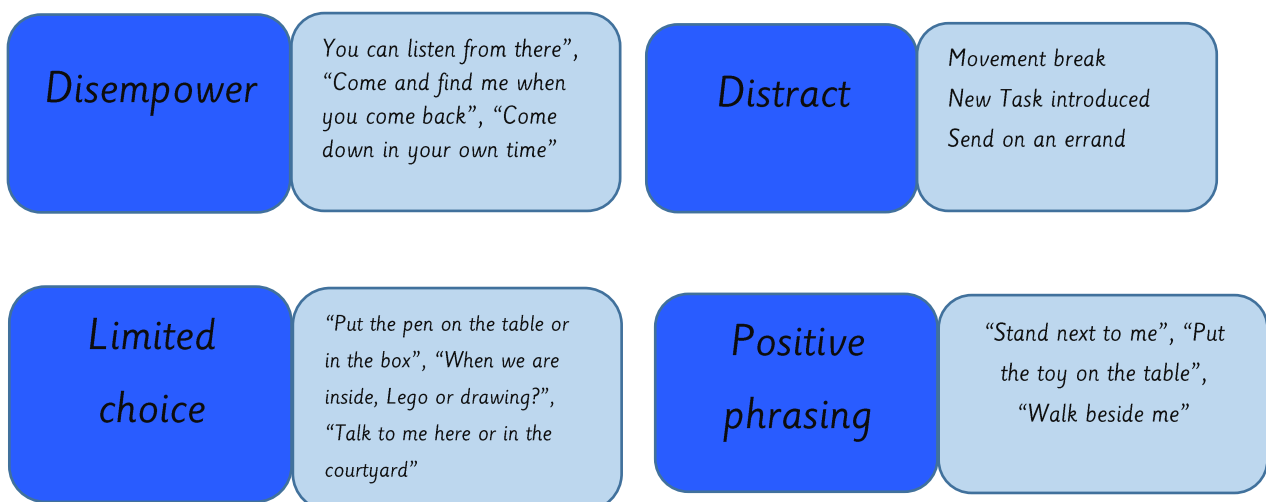 Disempower
You can listen from there”,
“Come and find me when
you come back”, “Come
down in your own time”
Distract
Movement break
New Task introduced
Send on an errand
Limited
choice
“Put the pen on the table or
in the box”, “When we are
inside, Lego or drawing?”,
“Talk to me here or in the
courtyard”
Positive
phrasing
“Stand next to me”, “Put
the toy on the table”,
“Walk beside me”